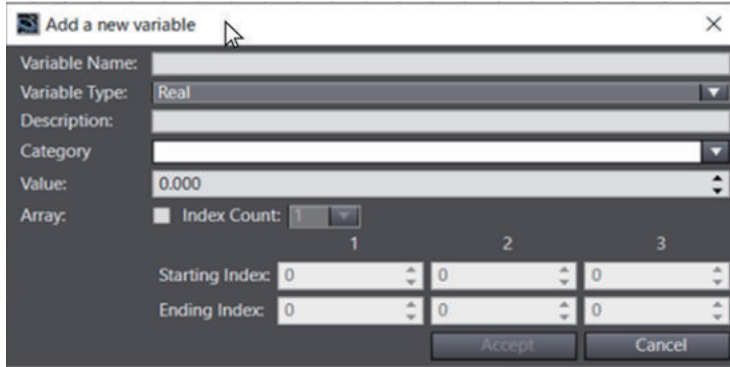 Add a new variable
Variable Name:
Variable Type: Real
Description:
Category
Value: 0.000
Array: Index Count: 1
1 2 3
Starting Index: 0 0 0
Ending Index: 0 0 0
Accept Cancel